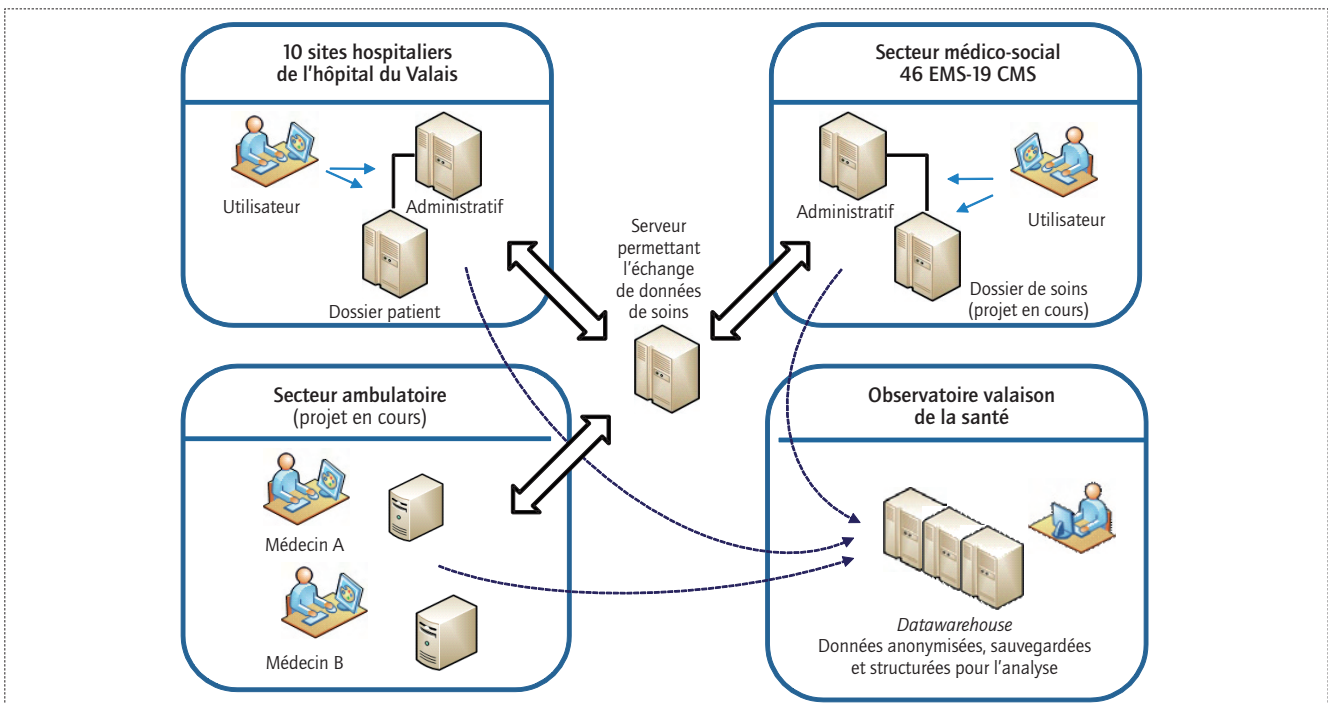 10 sites hospitaliers
de l'hôpital du Valais
Utilisateur
Administratif
Dossier patient
Serveur
permettant
l'échange
de données
de soins
Secteur médico-social
46 EMS-19 CMS
Administratif
Utilisateur
Dossier de soins
(projet en cours)
Secteur ambulatoire
(projet en cours)
Médecin A
Médecin B
Observatoire valaison
de la santé
Datawarehouse
Données anonymisées, sauvegardées
et structurées pour l'analyse